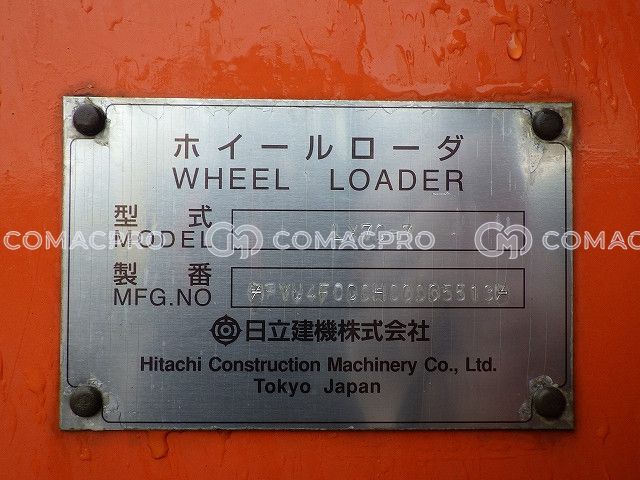 ホイールローダ
WHEEL LOADER
型式
MODEL
COMACPRO COMACPRO COMACPRO
製番
MFG.NO
日立建機株式会社
Hitachi Construction Machinery Co., Ltd.
Tokyo Japan